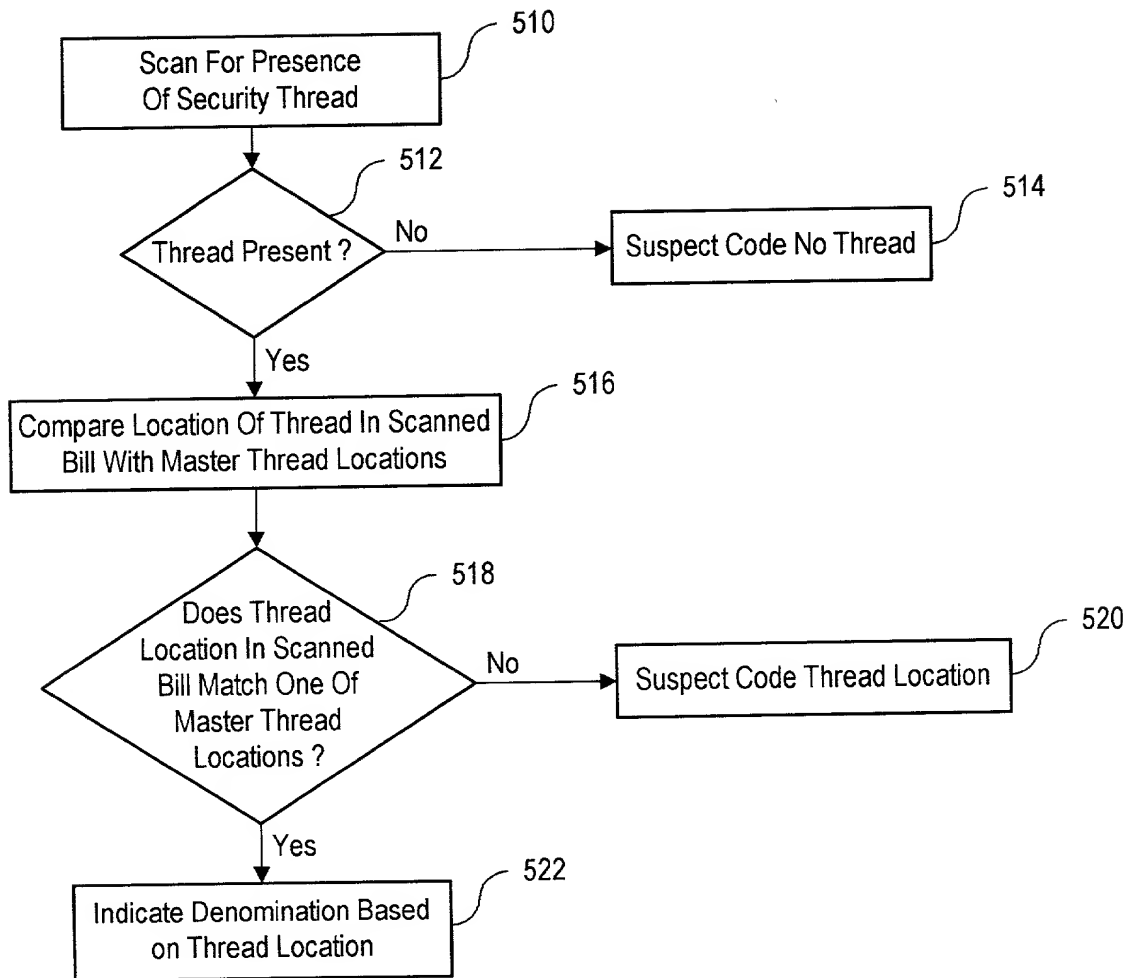 510
Scan For Presence
Of Security Thread
512
Thread Present ?
No
514
Suspect Code No Thread
Yes
516
Compare Location Of Thread In Scanned
Bill With Master Thread Locations
518
Does Thread
Location In Scanned
Bill Match One Of
Master Thread
Locations ?
No
520
Suspect Code Thread Location
Yes
522
Indicate Denomination Based
on Thread Location